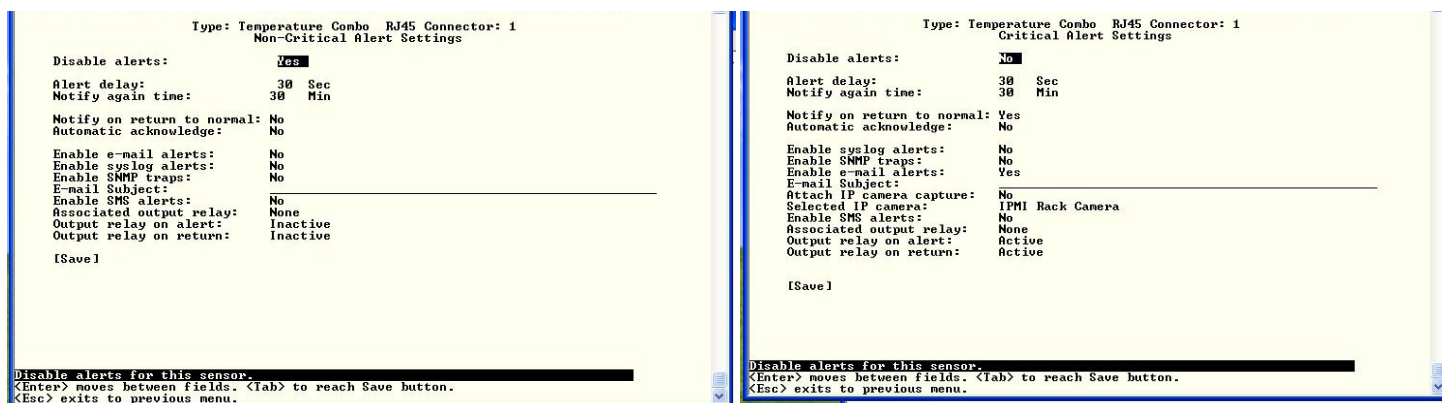 Type: Temperature Combo RJ45 Connector: 1
Non-Critical Alert Settings
Disable alerts: Yes
Alert delay: 30 Sec
Notify again time: 30 Min
Notify on return to normal: No
Automatic acknowledge: No
Enable e-mail alerts: No
Enable syslog alerts: No
Enable SNMP traps: No
E-mail Subject:
Enable SMS alerts: No
Associated output relay: None
Output relay on alert: Inactive
Output relay on return: Inactive
[Save]
Disable alerts for this sensor.
<Enter> moves between fields. <Tab> to reach Save button.
<Esc> exits to previous menu.
Type: Temperature Combo RJ45 Connector: 1
Critical Alert Settings
Disable alerts: No
Alert delay: 30 Sec
Notify again time: 30 Min
Notify on return to normal: Yes
Automatic acknowledge: No
Enable syslog alerts: No
Enable SNMP traps: No
Enable e-mail alerts: Yes
E-mail Subject:
Attach IP camera capture: No
Selected IP camera: IPMI Rack Camera
Enable SMS alerts: No
Associated output relay: None
Output relay on alert: Active
Output relay on return: Active
[Save]
Disable alerts for this sensor.
<Enter> moves between fields. <Tab> to reach Save button.
<Esc> exits to previous menu.